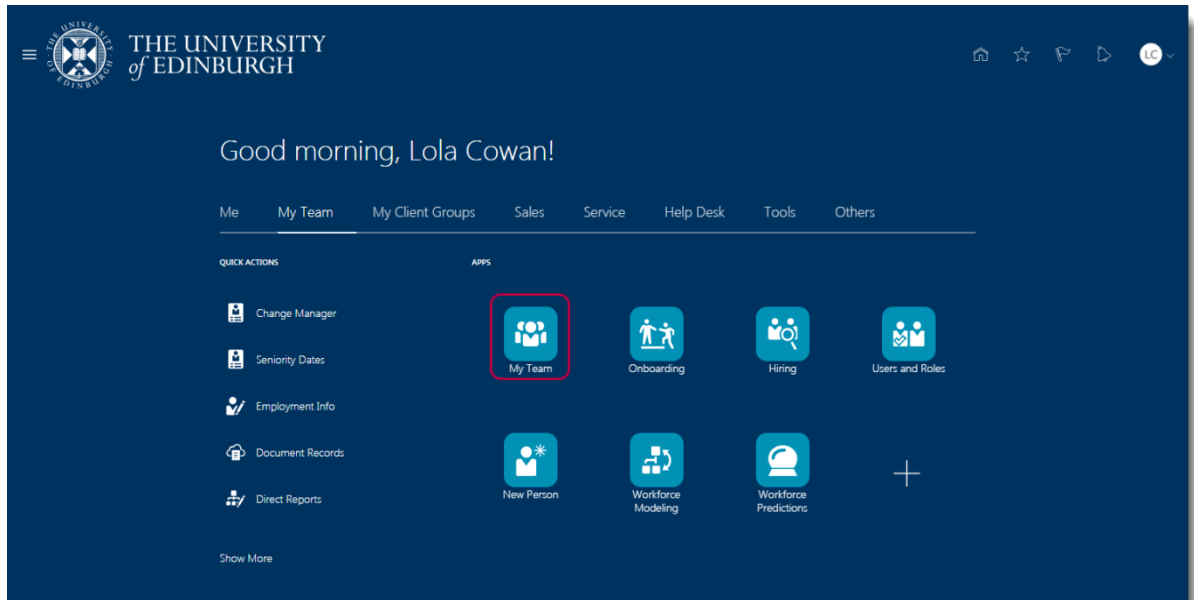 THE UNIVERSITY
of EDINBURGH
LC
Good morning, Lola Cowan!
Me My Team My Client Groups Sales Service Help Desk Tools Others
QUICK ACTIONS
APPS
Change Manager
Seniority Dates
Employment Info
Document Records
Direct Reports
Show More
My Team Onboarding Hiring Users and Roles
New Person Workforce Workforce
Modeling Predictions